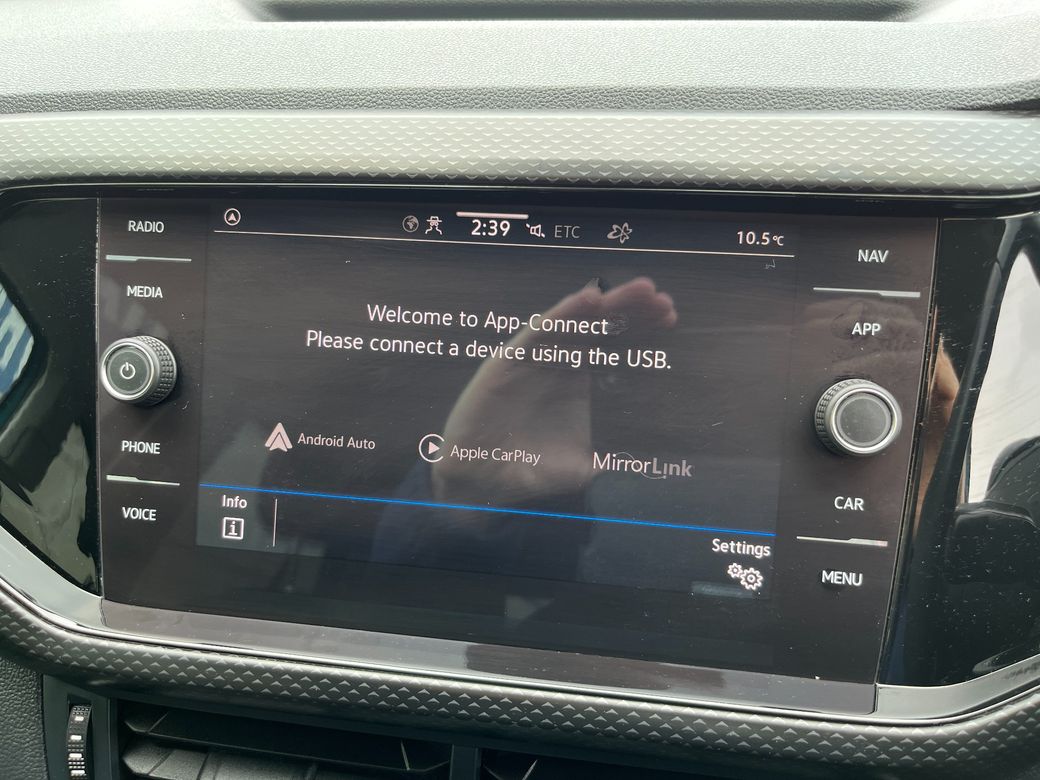 RADIO
MEDIA
PHONE
VOICE
2:39
ETC
10.5°C
Welcome to App-Connect
Please connect a device using the USB.
Android Auto
Apple CarPlay
MirrorLink
Info
Settings
NAV
APP
CAR
MENU